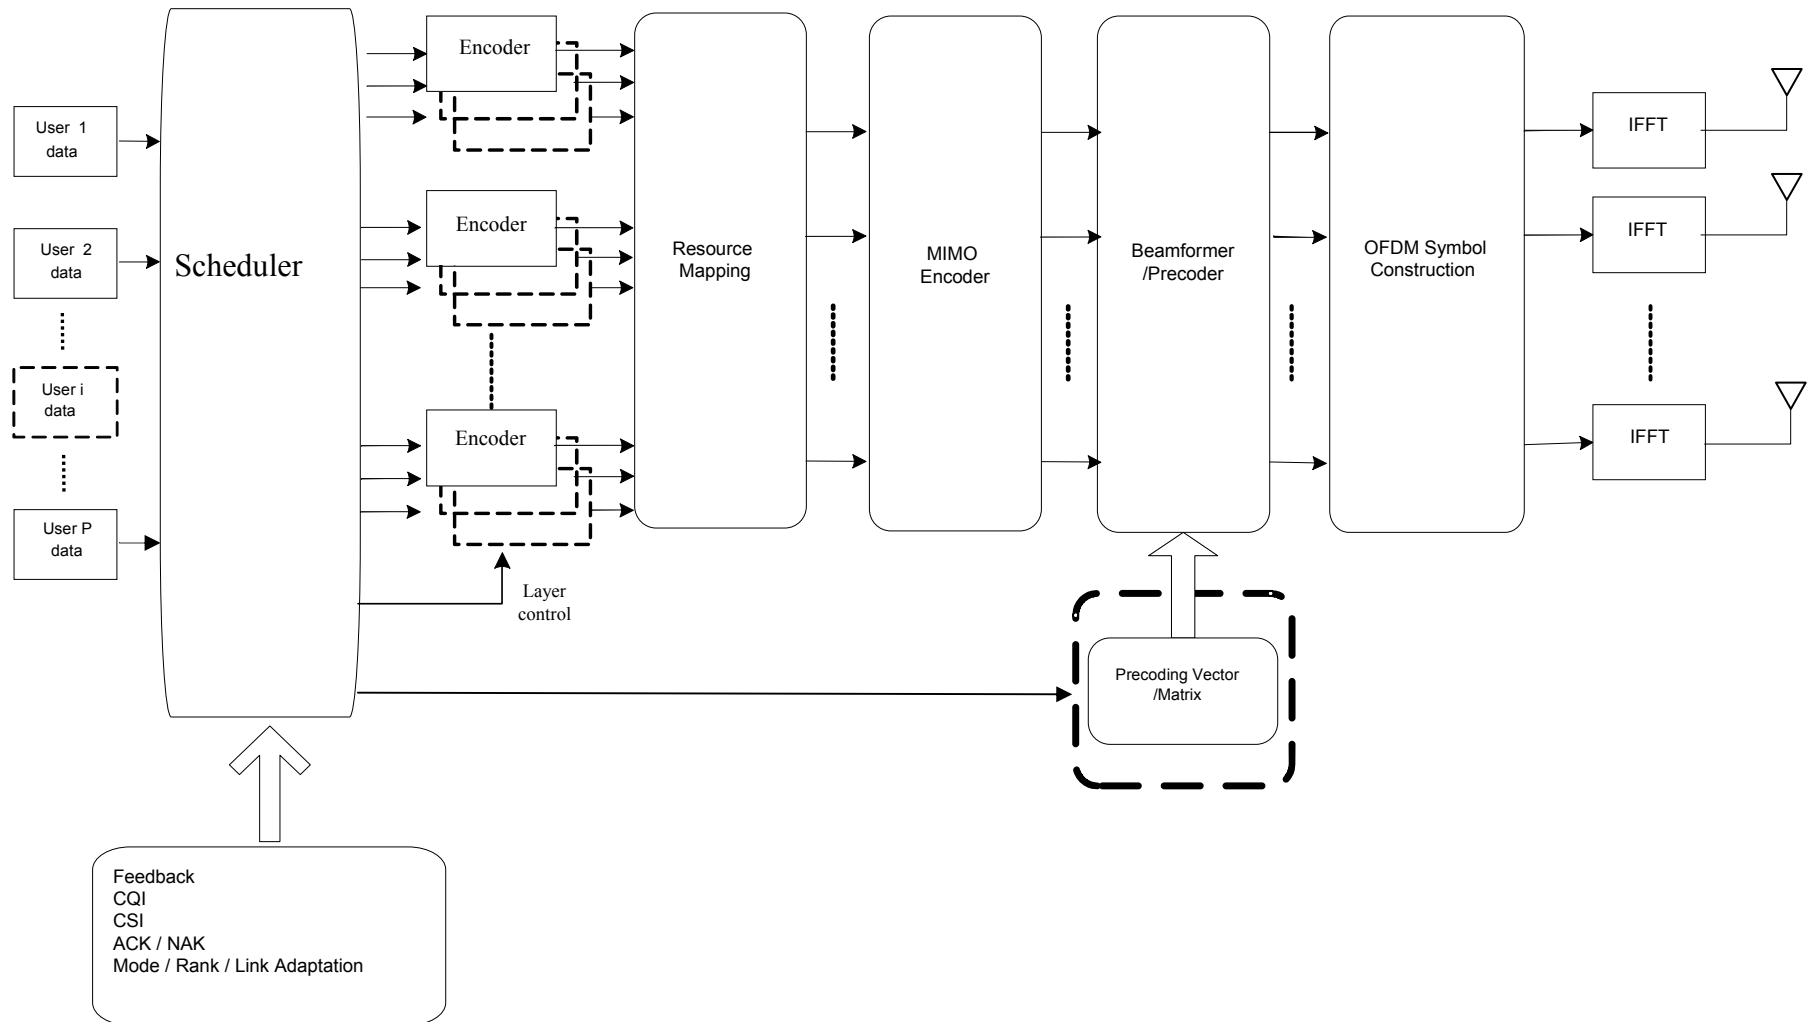 User 1
data
User 2
data
User i
data
User P
data
Scheduler
Encoder
Encoder
Encoder
Layer
control
Resource
Mapping
MIMO
Encoder
Beamformer
/Precoder
OFDM Symbol
Construction
IFFT
IFFT
IFFT
Precoding Vector
/Matrix
Feedback
CQI
CSI
ACK / NAK
Mode / Rank / Link Adaptation